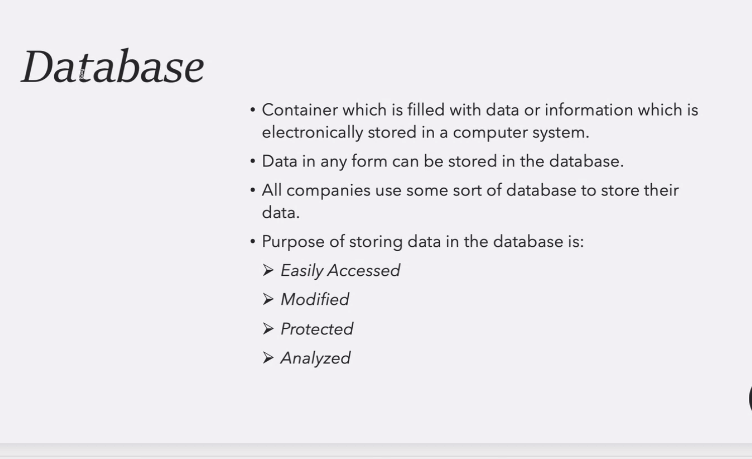 Database
• Container which is filled with data or information which is
electronically stored in a computer system.
• Data in any form can be stored in the database.
• All companies use some sort of database to store their
data.
• Purpose of storing data in the database is:
➢ Easily Accessed
➢ Modified
➢ Protected
➢ Analyzed